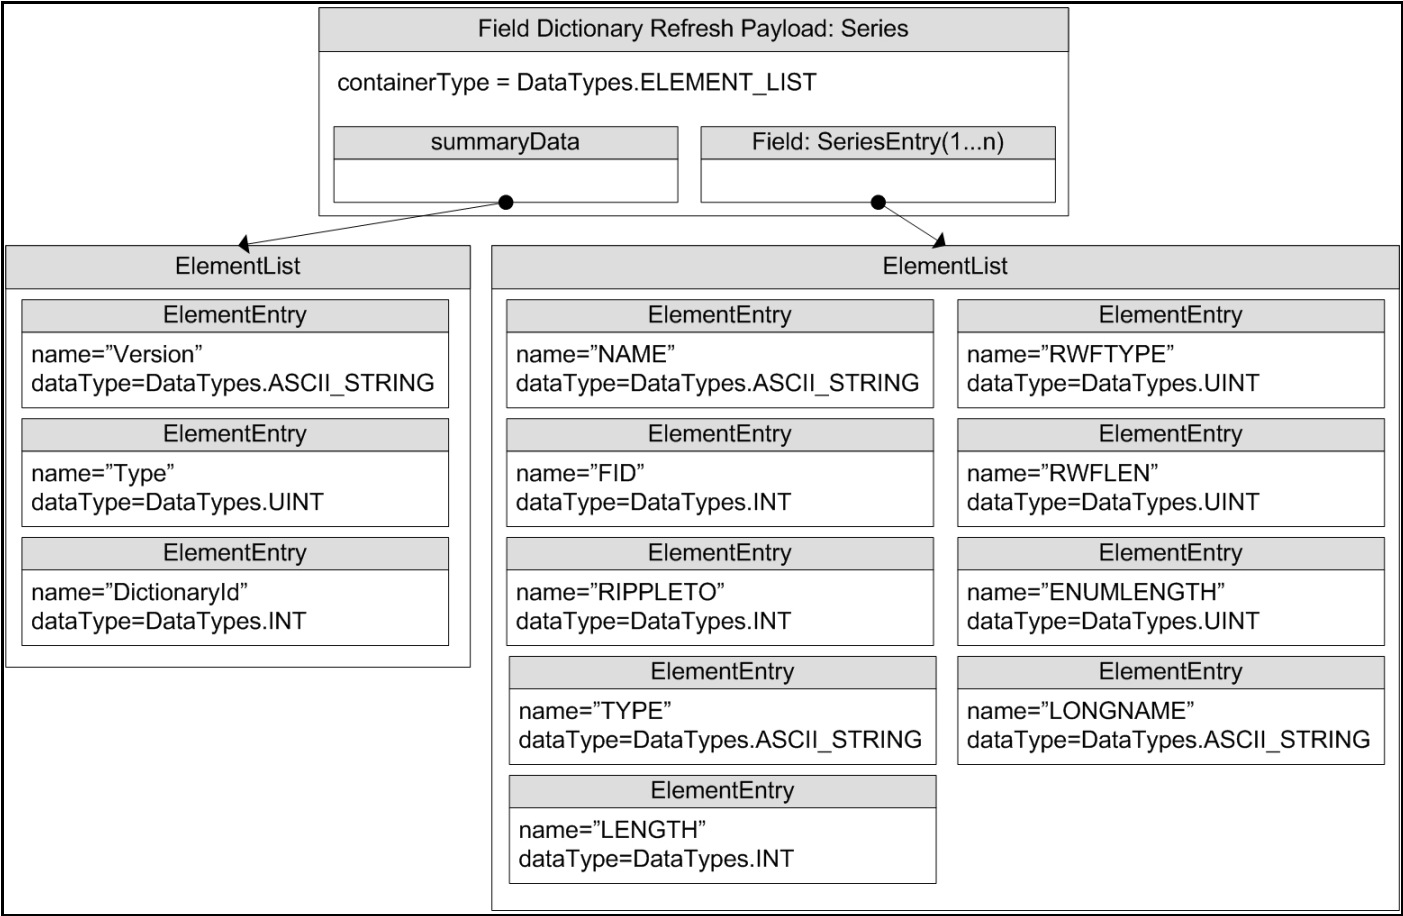 Field Dictionary Refresh Payload: Series
containerType = DataTypes.ELEMENT_LIST
summaryData
Field: SeriesEntry(1...n)
ElementList
ElementEntry
name=”Version”
dataType=DataTypes.ASCII_STRING
ElementEntry
name=”Type”
dataType=DataTypes.UINT
ElementEntry
name=”DictionaryId”
dataType=DataTypes.INT
ElementList
ElementEntry
name=”NAME”
dataType=DataTypes.ASCII_STRING
ElementEntry
name=”FID”
dataType=DataTypes.INT
ElementEntry
name=”RIPPLETO”
dataType=DataTypes.INT
ElementEntry
name=”TYPE”
dataType=DataTypes.ASCII_STRING
ElementEntry
name=”LENGTH”
dataType=DataTypes.INT
ElementEntry
name=”RWFTYPE”
dataType=DataTypes.UINT
ElementEntry
name=”RWFLEN”
dataType=DataTypes.UINT
ElementEntry
name=”ENUMLENGTH”
dataType=DataTypes.UINT
ElementEntry
name=”LONGNAME”
dataType=DataTypes.ASCII_STRING